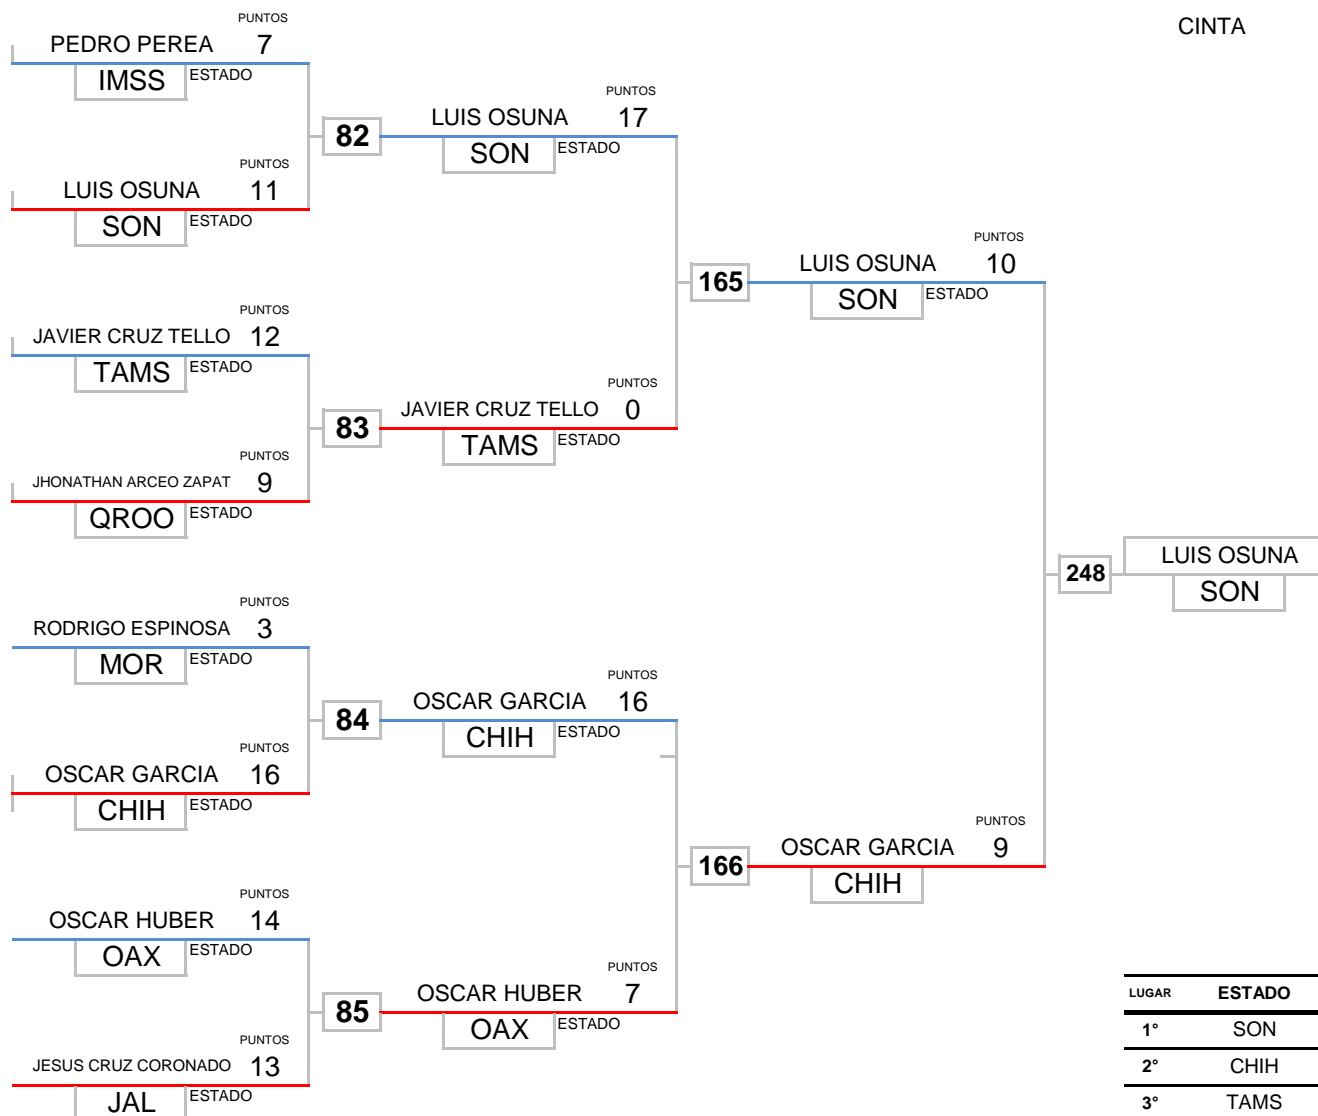 PUNTOS
CINTA
PEDRO PEREA 7
IMSS ESTADO
PUNTOS
LUIS OSUNA 17
82
SON ESTADO
PUNTOS
LUIS OSUNA 11
SON ESTADO
PUNTOS
LUIS OSUNA 10
165
SON ESTADO
PUNTOS
JAVIER CRUZ TELLO 12
TAMS ESTADO
PUNTOS
JAVIER CRUZ TELLO 0
83
TAMS ESTADO
PUNTOS
JHONATHAN ARCEO ZAPAT 9
QROO ESTADO
LUIS OSUNA
248
SON
PUNTOS
RODRIGO ESPINOSA 3
MOR ESTADO
PUNTOS
OSCAR GARCIA 16
84
CHIH ESTADO
PUNTOS
OSCAR GARCIA 16
CHIH ESTADO
PUNTOS
OSCAR GARCIA 9
166
CHIH
PUNTOS
OSCAR HUBER 14
OAX ESTADO
PUNTOS
OSCAR HUBER 7
85
OAX ESTADO
PUNTOS
JESUS CRUZ CORONADO 13
JAL ESTADO
LUGAR ESTADO
1° SON
2° CHIH
3° TAMS